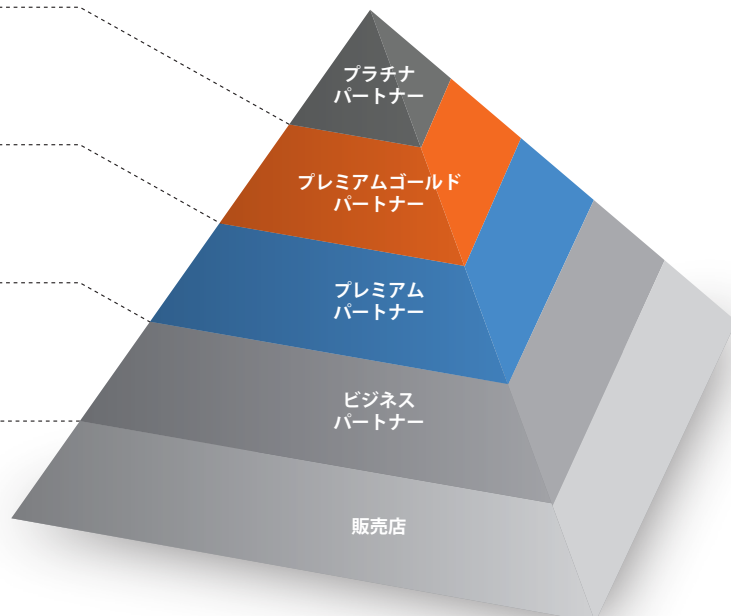 プラチナ
パートナー
プレミアムゴールド
パートナー
プレミアム
パートナー
ビジネス
パートナー
販売店